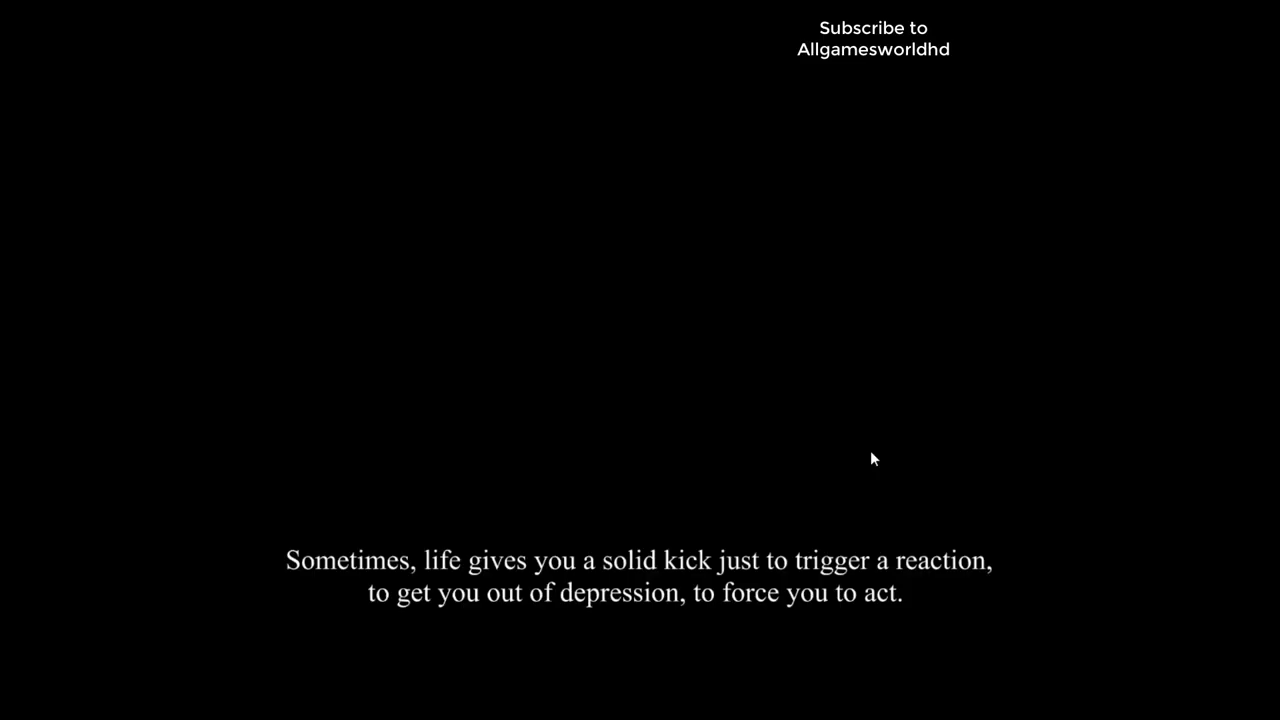 Subscribe to
Allgamesworldhd
Sometimes, life gives you a solid kick just to trigger a reaction,
to get you out of depression, to force you to act.